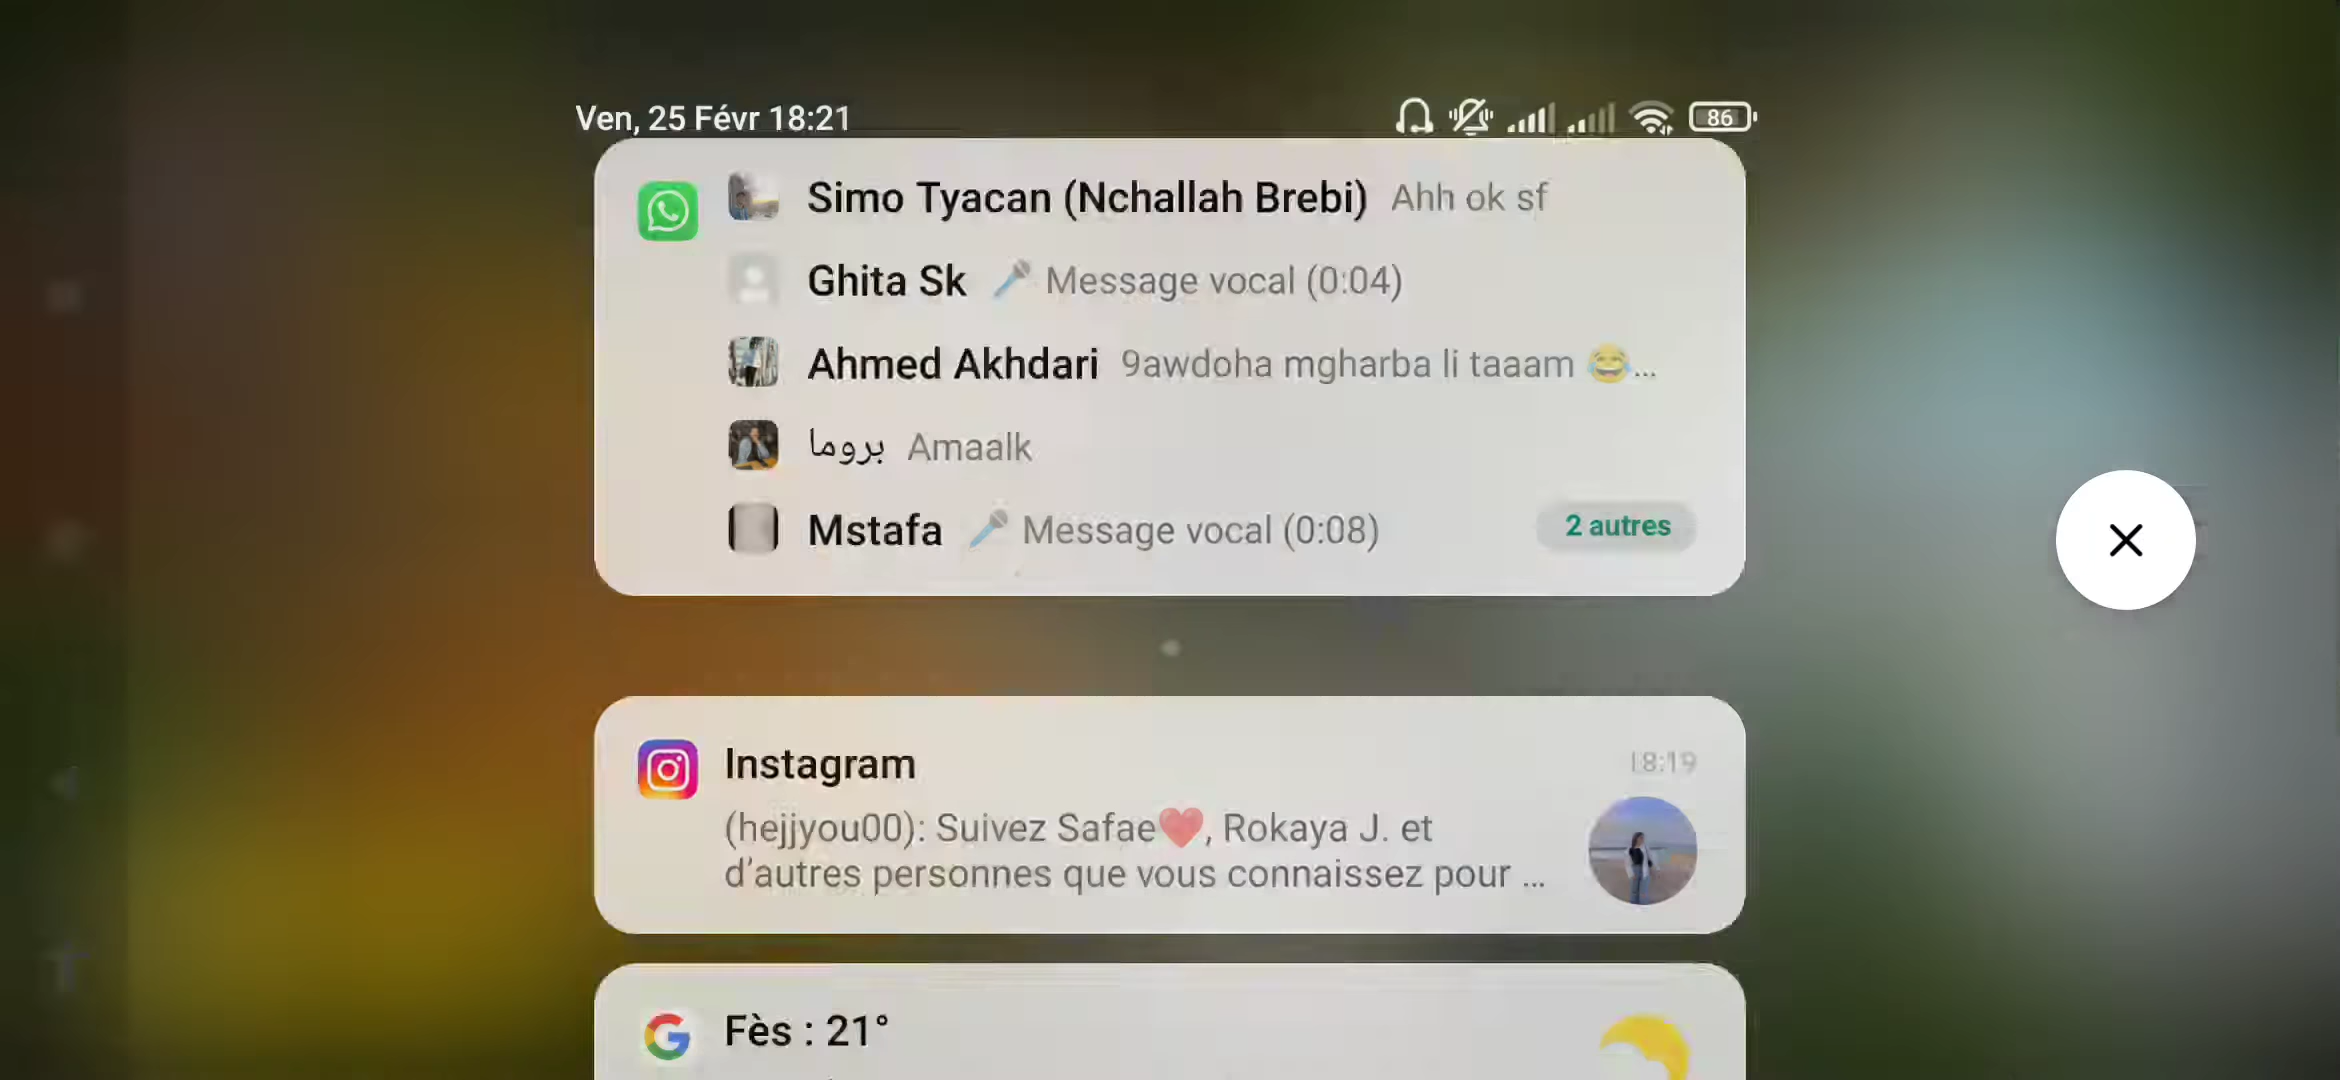 Ven, 25 Févr 18:21
86
Simo Tyacan (Nchallah Brebi) Ahh ok sf
Ghita Sk 🎤 Message vocal (0:04)
Ahmed Akhdari 9awdoha mgharba li taaam 😂...
بروما Amaalk
Mstafa 🎤 Message vocal (0:08)
2 autres
Instagram
18:19
(hejjyou00): Suivez Safae❤️, Rokaya J. et
d'autres personnes que vous connaissez pour ...
Fès : 21°